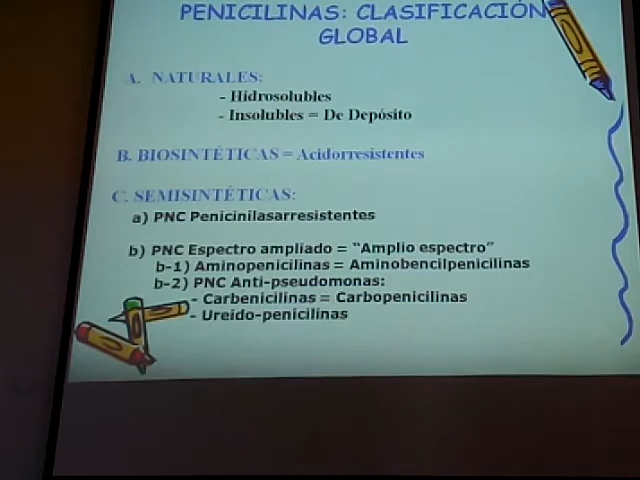 PENICILINAS: CLASIFICACIÓN
GLOBAL
A. NATURALES:
- Hidrosolubles
- Insolubles = De Depósito
B. BIOSINTÉTICAS = Acidorresistentes
C. SEMISINTÉTICAS:
a) PNC Penicinilasarresistentes
b) PNC Espectro ampliado = "Amplio espectro"
b-1) Aminopenicilinas = Aminobencilpenicilinas
b-2) PNC Anti-pseudomonas:
- Carbenicilinas = Carbopenicilinas
- Ureido-penicilinas